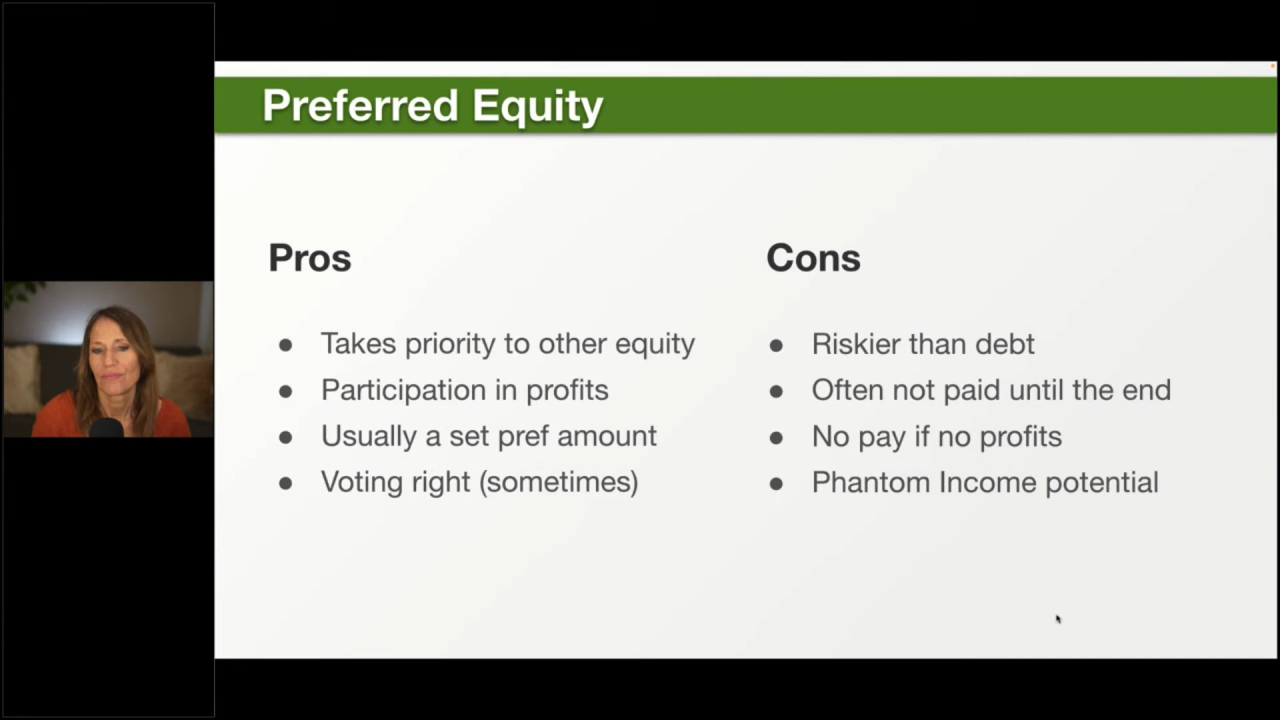 Preferred Equity
Pros
Takes priority to other equity
Participation in profits
Usually a set pref amount
Voting right (sometimes)
Cons
Riskier than debt
Often not paid until the end
No pay if no profits
Phantom Income potential